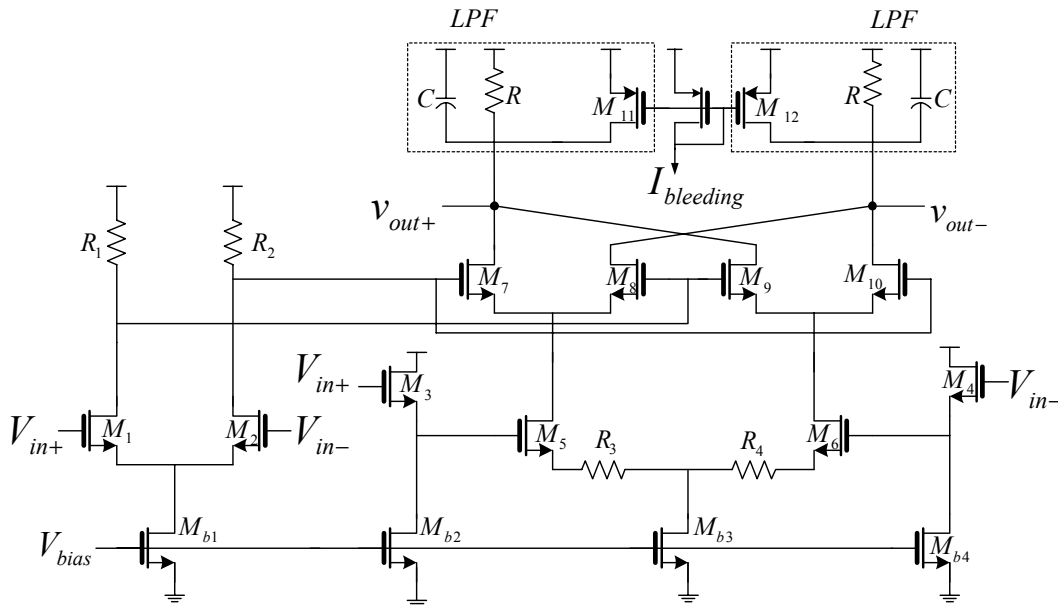 LPF LPF
C R M11 M12 R C
Ibleeding
vout+ vout−
R1 R2
M7 M8 M9 M10
Vin+ M3 M4 Vin−
Vin+ M1 M2 Vin− M5 R3 R4 M6
Vbias Mb1 Mb2 Mb3 Mb4